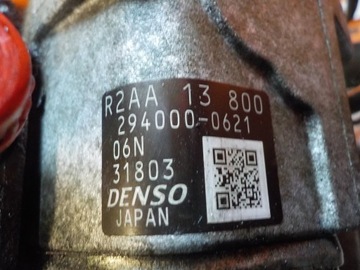 R2AA 13 800
294000-0621
06N
31803
DENSO
JAPAN